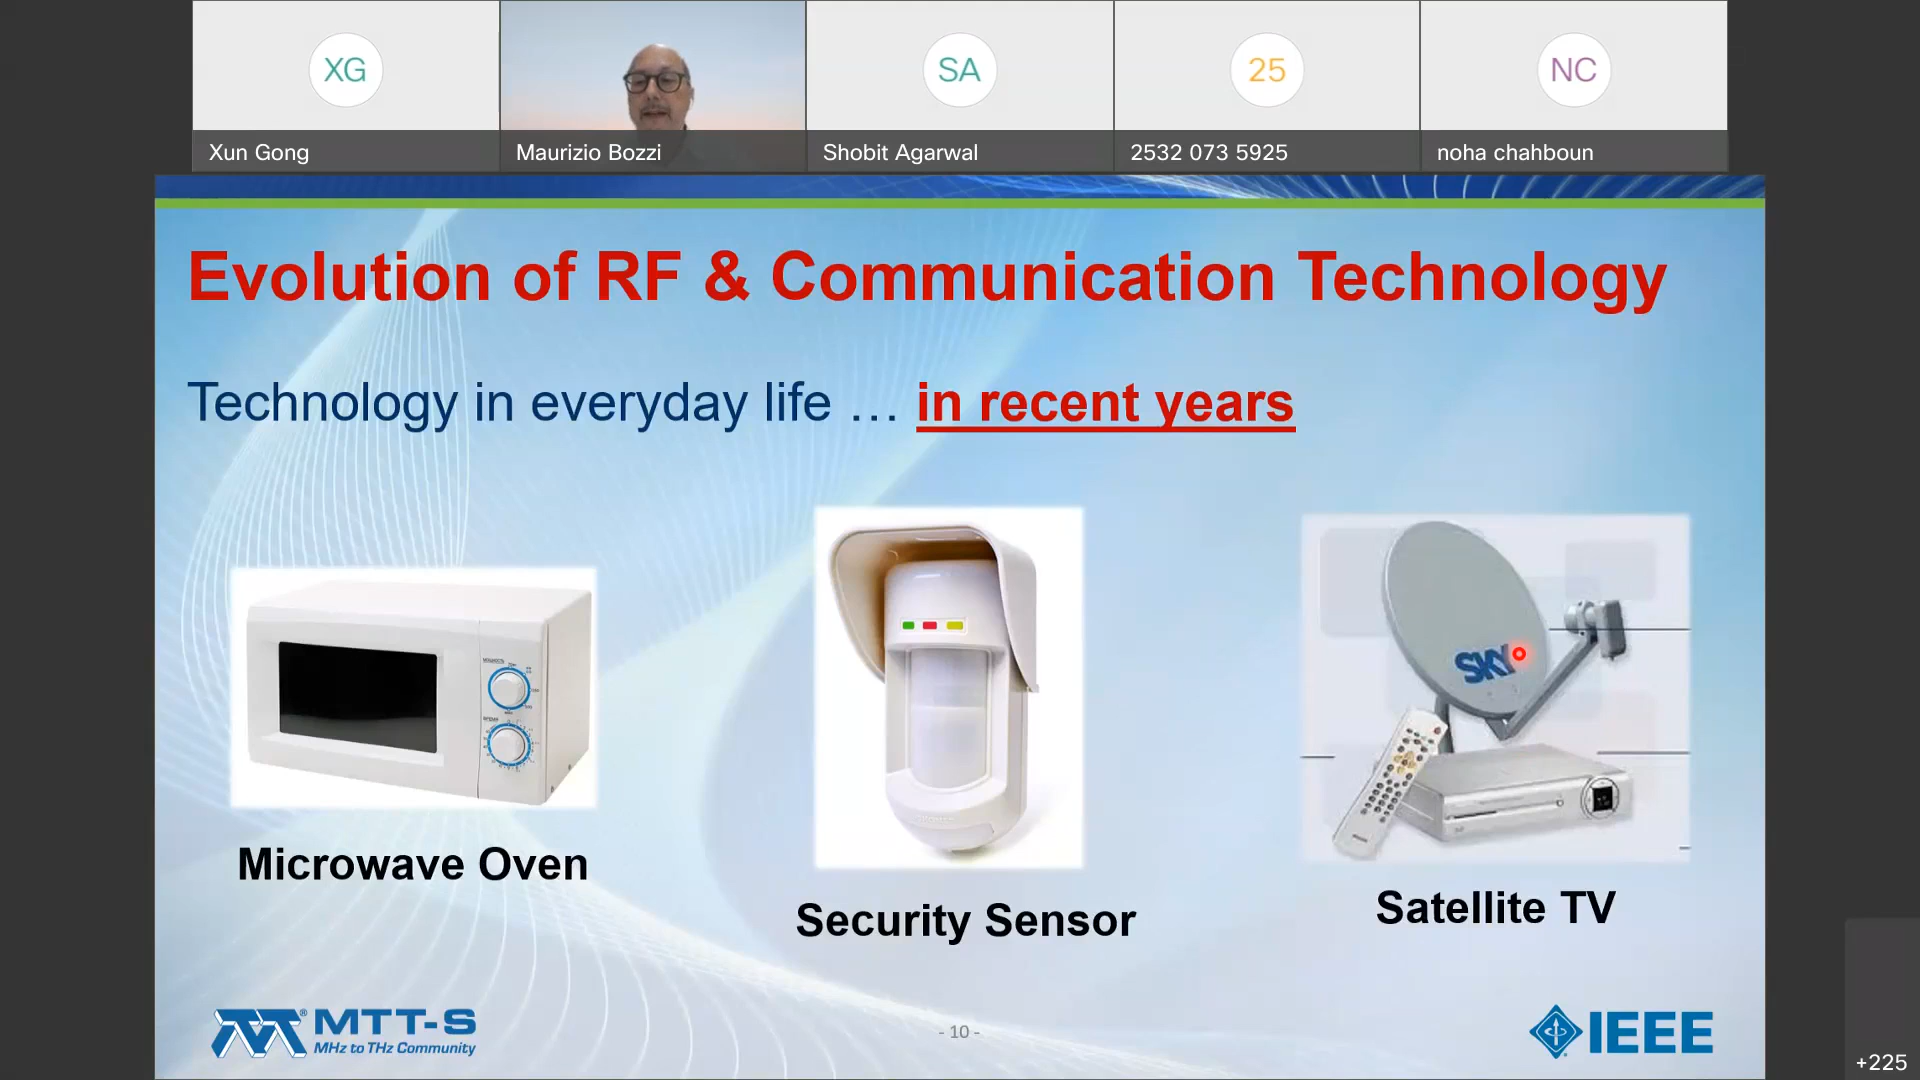 XG
SA
25
NC
Xun Gong
Maurizio Bozzi
Shobit Agarwal
2532 073 5925
noha chahboun
Evolution of RF & Communication Technology
Technology in everyday life … in recent years
SKY
Microwave Oven
Security Sensor
Satellite TV
MTT-S
MHz to THz Community
- 10 -
IEEE
+225